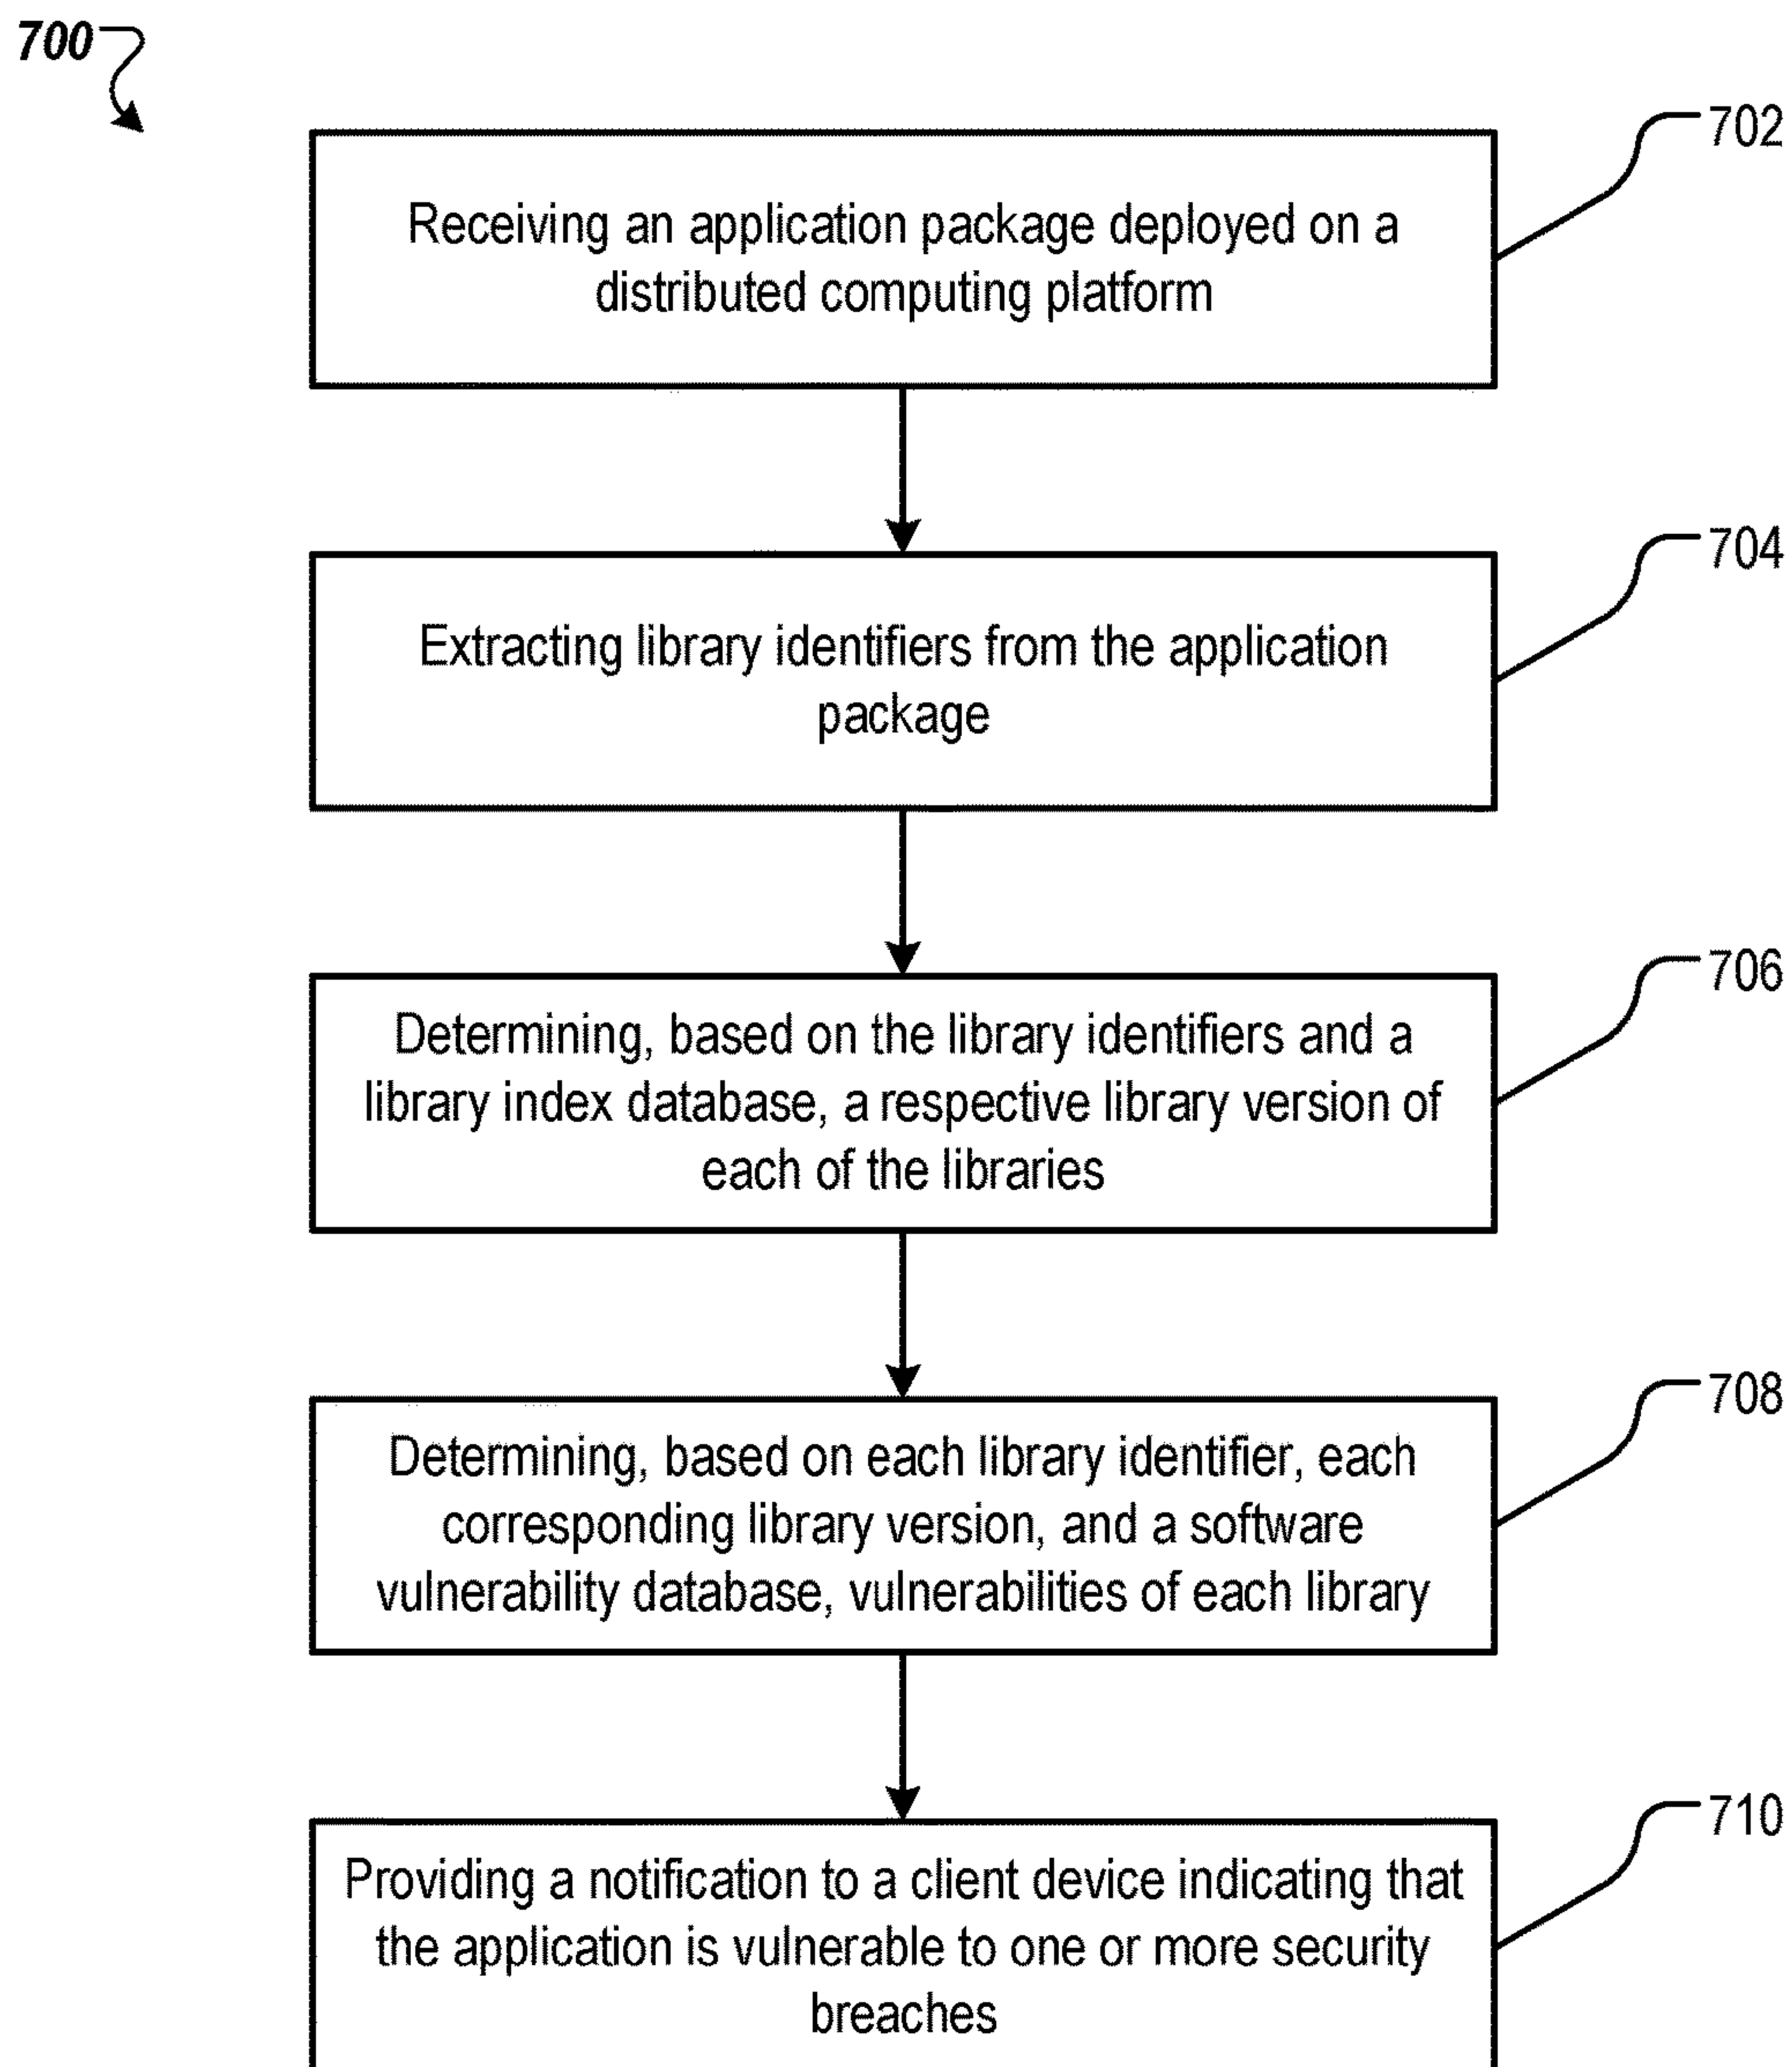 700
702
Receiving an application package deployed on a
distributed computing platform
704
Extracting library identifiers from the application
package
706
Determining, based on the library identifiers and a
library index database, a respective library version of
each of the libraries
708
Determining, based on each library identifier, each
corresponding library version, and a software
vulnerability database, vulnerabilities of each library
710
Providing a notification to a client device indicating that
the application is vulnerable to one or more security
breaches